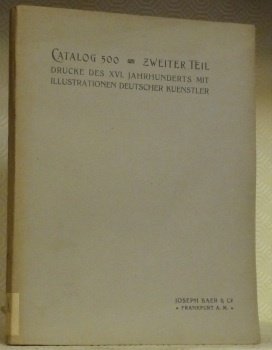 CATALOG 500 ❧ ZWEITER TEIL
DRUCKE DES XVI. JAHRHUNDERTS MIT
ILLUSTRATIONEN DEUTSCHER KUENSTLER
JOSEPH BAER & Co
• FRANKFURT A. M. •